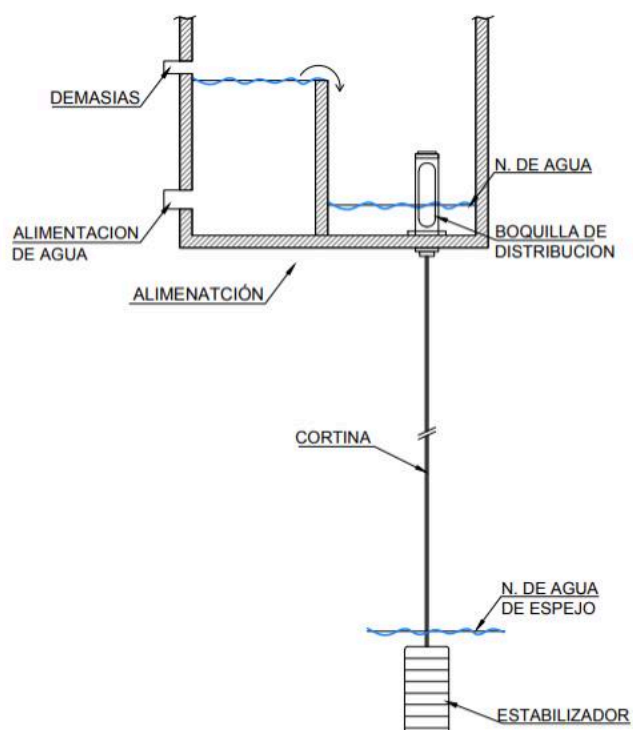 DEMASIAS
N. DE AGUA
ALIMENTACION
DE AGUA
BOQUILLA DE
DISTRIBUCION
ALIMENATCIÓN
CORTINA
N. DE AGUA
DE ESPEJO
ESTABILIZADOR